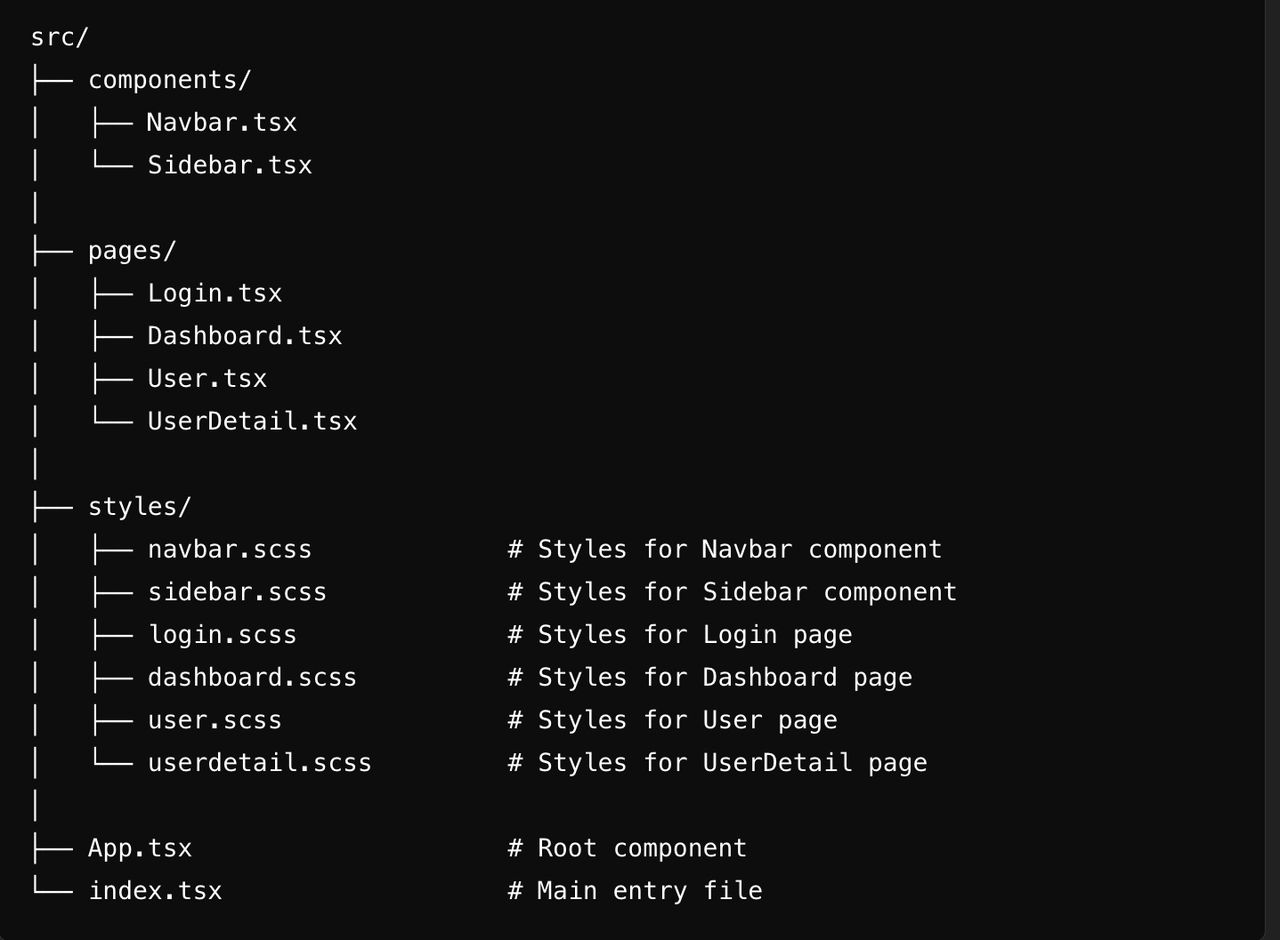 src/
├── components/
│   ├── Navbar.tsx
│   └── Sidebar.tsx
│
├── pages/
│   ├── Login.tsx
│   ├── Dashboard.tsx
│   ├── User.tsx
│   └── UserDetail.tsx
│
├── styles/
│   ├── navbar.scss             # Styles for Navbar component
│   ├── sidebar.scss            # Styles for Sidebar component
│   ├── login.scss              # Styles for Login page
│   ├── dashboard.scss          # Styles for Dashboard page
│   ├── user.scss               # Styles for User page
│   └── userdetail.scss         # Styles for UserDetail page
│
├── App.tsx                     # Root component
└── index.tsx                   # Main entry file